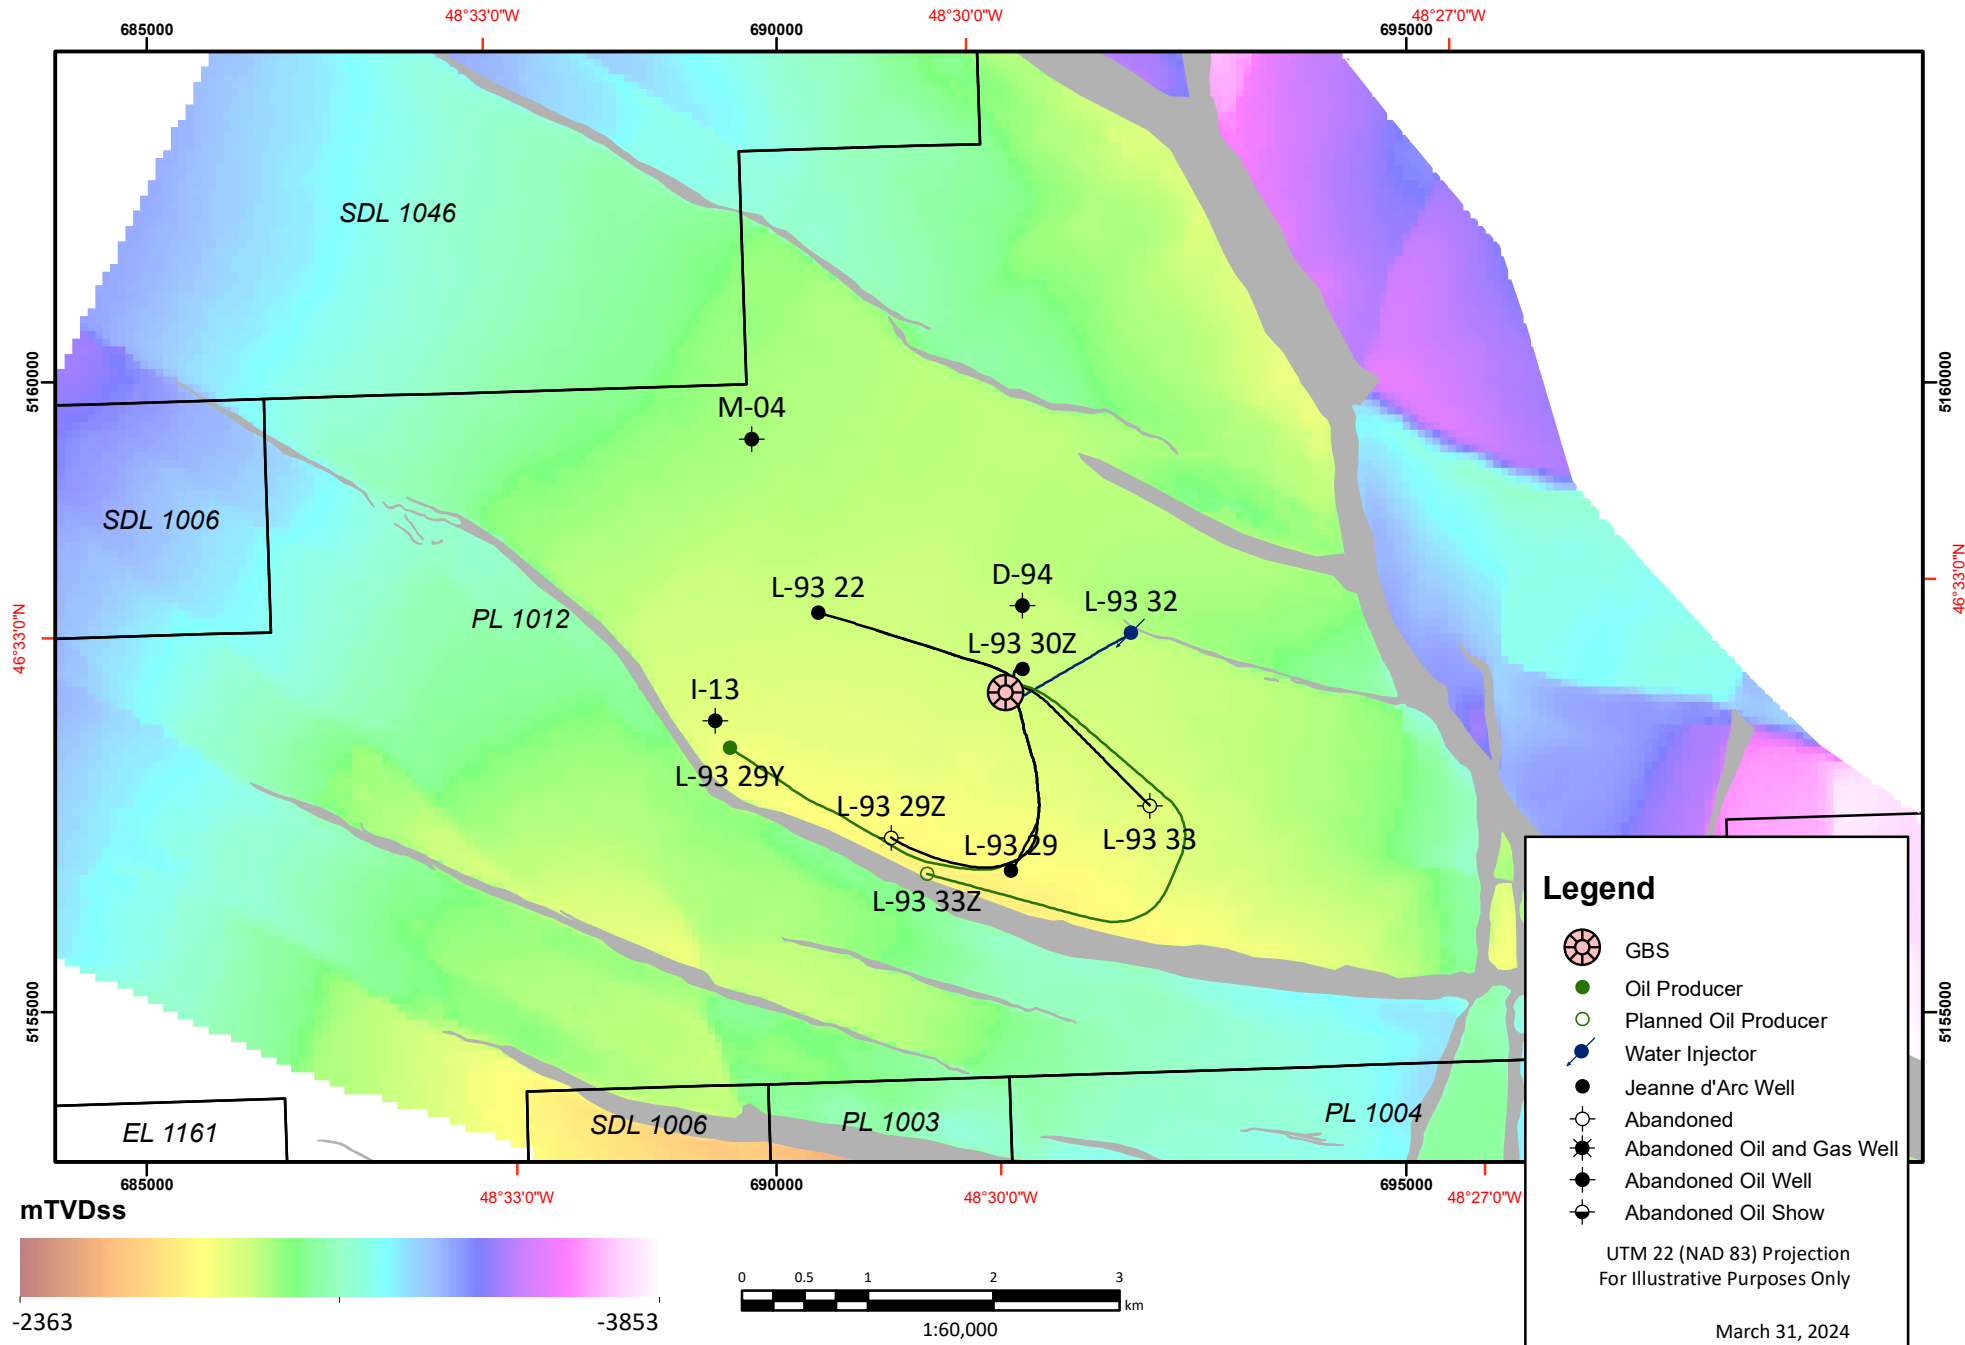 48°33'0"W
48°30'0"W
48°27'0"W
685000
690000
695000
SDL 1046
5160000
5160000
M-04
SDL 1006
46°33'0"N
D-94
L-93 22
L-93 32
PL 1012
46°33'0"N
L-93 30Z
I-13
L-93 29Y
L-93 29Z
L-93 29
L-93 33
L-93 33Z
5155000
5155000
SDL 1006
PL 1003
PL 1004
EL 1161
685000
690000
695000
48°33'0"W
48°30'0"W
48°27'0"W
mTVDss
-2363
-3853
0
0.5
1
2
3
km
1:60,000
Legend
GBS
Oil Producer
Planned Oil Producer
Water Injector
Jeanne d'Arc Well
Abandoned
Abandoned Oil and Gas Well
Abandoned Oil Well
Abandoned Oil Show
UTM 22 (NAD 83) Projection
For Illustrative Purposes Only
March 31, 2024